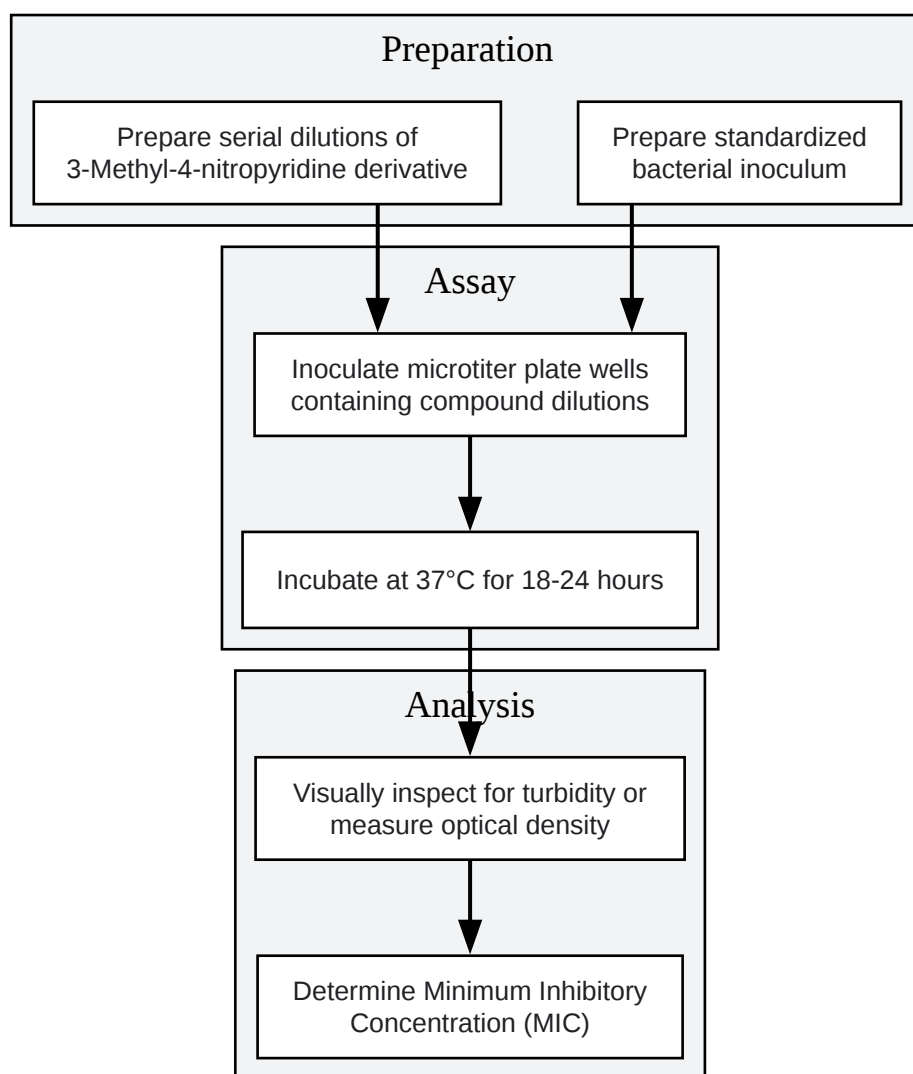 Preparation
Prepare serial dilutions of
3-Methyl-4-nitropyridine derivative
Prepare standardized
bacterial inoculum
Assay
Inoculate microtiter plate wells
containing compound dilutions
Incubate at 37°C for 18-24 hours
Analysis
Visually inspect for turbidity or
measure optical density
Determine Minimum Inhibitory
Concentration (MIC)